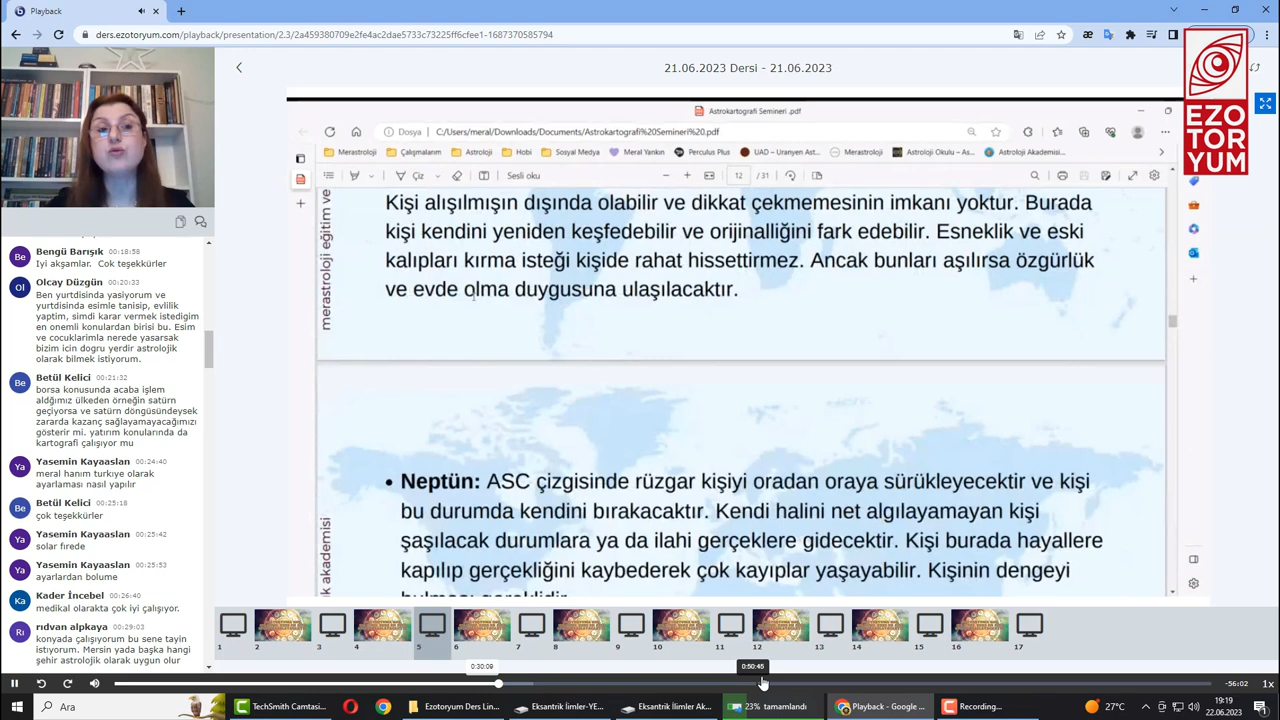 Playback
ders.ezotoryum.com/playback/presentation/2.3/2a459380709e2fe4ac2dae5733c73225ff6cfee1-1687370585794
21.06.2023 Dersi - 21.06.2023
EZO
TOR
YUM
Astrokartografi Semineri .pdf
Dosya
C:/Users/meral/Downloads/Documents/Astrokartografi%20Semineri%20.pdf
Merastroloji
Çalışmalarım
Astroloji
Hobi
Sosyal Medya
Meral Yankın
Perculus Plus
UAD – Uranyen Ast...
Merastroloji
Astroloji Okulu – As...
Astroloji Akademisi...
Çiz
Sesli oku
12
/ 31
merastroloji eğitim ve
Kişi alışılmışın dışında olabilir ve dikkat çekmemesinin imkanı yoktur. Burada
kişi kendini yeniden keşfedebilir ve orijinalliğini fark edebilir. Esneklik ve eski
kalıpları kırma isteği kişide rahat hissettirmez. Ancak bunları aşılırsa özgürlük
ve evde olma duygusuna ulaşılacaktır.
k akademisi
• Neptün: ASC çizgisinde rüzgar kişiyi oradan oraya sürükleyecektir ve kişi
bu durumda kendini bırakacaktır. Kendi halini net algılayamayan kişi
şaşılacak durumlara ya da ilahi gerçeklere gidecektir. Kişi burada hayallere
kapılıp gerçekliğini kaybederek çok kayıplar yaşayabilir. Kişinin dengeyi
bulması gereklidir.
Be
Bengü Barışık 00:18:58
Iyi akşamlar. Cok teşekkürler
Ol
Olcay Düzgün 00:20:33
Ben yurtdisinda yasiyorum ve
yurtdisinda esimle tanisip, evlilik
yaptim, simdi karar vermek istedigim
en onemli konulardan birisi bu. Esim
ve cocuklarimla nerede yasarsak
bizim icin dogru yerdir astrolojik
olarak bilmek istiyorum.
Be
Betül Kelici 00:21:32
borsa konusunda acaba işlem
aldğımız ülkeden örneğin satürn
geçiyorsa ve satürn döngüsündeysek
zararda kazanç sağlayamayacağımızı
gösterir mi. yatırım konularında da
kartografi çalışıyor mu
Ya
Yasemin Kayaaslan 00:24:40
meral hanım turkıye olarak
ayarlaması nasıl yapılır
Be
Betül Kelici 00:25:18
çok teşekkürler
Ya
Yasemin Kayaaslan 00:25:42
solar fırede
Ya
Yasemin Kayaaslan 00:25:53
ayarlardan bolume
Ka
Kader İncebel 00:26:40
medikal olarakta çok iyi çalışıyor.
Rı
rıdvan alpkaya 00:29:03
konyada çalışıyorum bu sene tayin
istıyorum. Mersin yada başka hangi
şehir astrolojik olarak uygun olur
1
2
3
4
5
6
7
8
9
10
11
12
13
14
15
16
17
0:30:09
0:50:45
-56:02
1x
Ara
TechSmith Camtasi...
Ezotoryum Ders Lin...
Eksantrik İlimler-YE...
Eksantrik İlimler Ak...
23% tamamlandı
Playback - Google ...
Recording...
27°C
19:19
22.06.2023